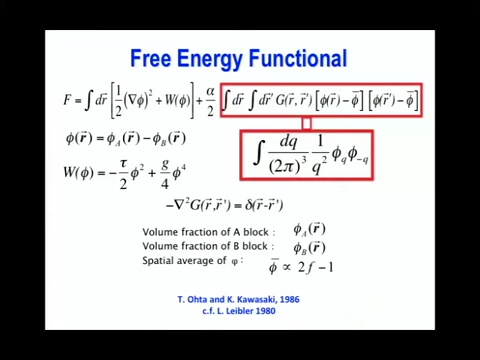 Free Energy Functional
F = ∫ dr⃗ [ 1/2 (∇φ)² + W(φ) ] + α/2 ∫ dr⃗ ∫ dr⃗′ G(r⃗, r⃗′) [ φ(r⃗) − φ̄ ] [ φ(r⃗′) − φ̄ ]
φ(r⃗) = φ_A(r⃗) − φ_B(r⃗)
∫ dq⃗/(2π)³ 1/q² φ_q φ_−q
W(φ) = −τ/2 φ² + g/4 φ⁴
−∇²G(r⃗,r⃗') = δ(r⃗-r⃗')
Volume fraction of A block : φ_A(r⃗)
Volume fraction of B block : φ_B(r⃗)
Spatial average of φ : φ̄ ∝ 2f − 1
T. Ohta and K. Kawasaki, 1986
c.f. L. Leibler 1980